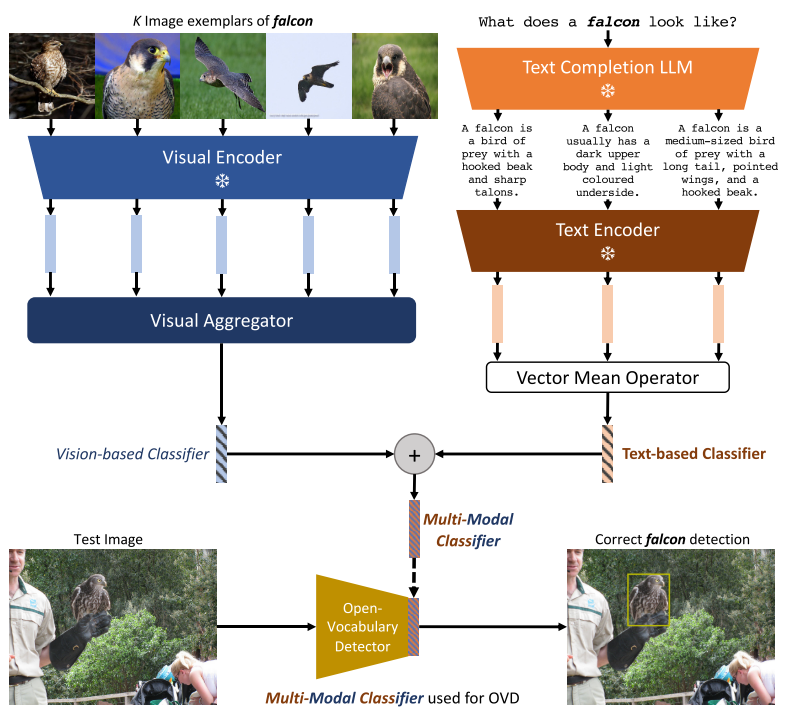 K Image exemplars of falcon
What does a falcon look like?
Text Completion LLM
Visual Encoder
A falcon is
a bird of
prey with a
hooked beak
and sharp
talons.
A falcon
usually has a
dark upper
body and light
coloured
underside.
A falcon is a
medium-sized bird
of prey with a
long tail, pointed
wings, and a
hooked beak.
Text Encoder
Visual Aggregator
Vector Mean Operator
Vision-based Classifier
+
Text-based Classifier
Multi-Modal
Classifier
Test Image
Correct falcon detection
Open-
Vocabulary
Detector
Multi-Modal Classifier used for OVD